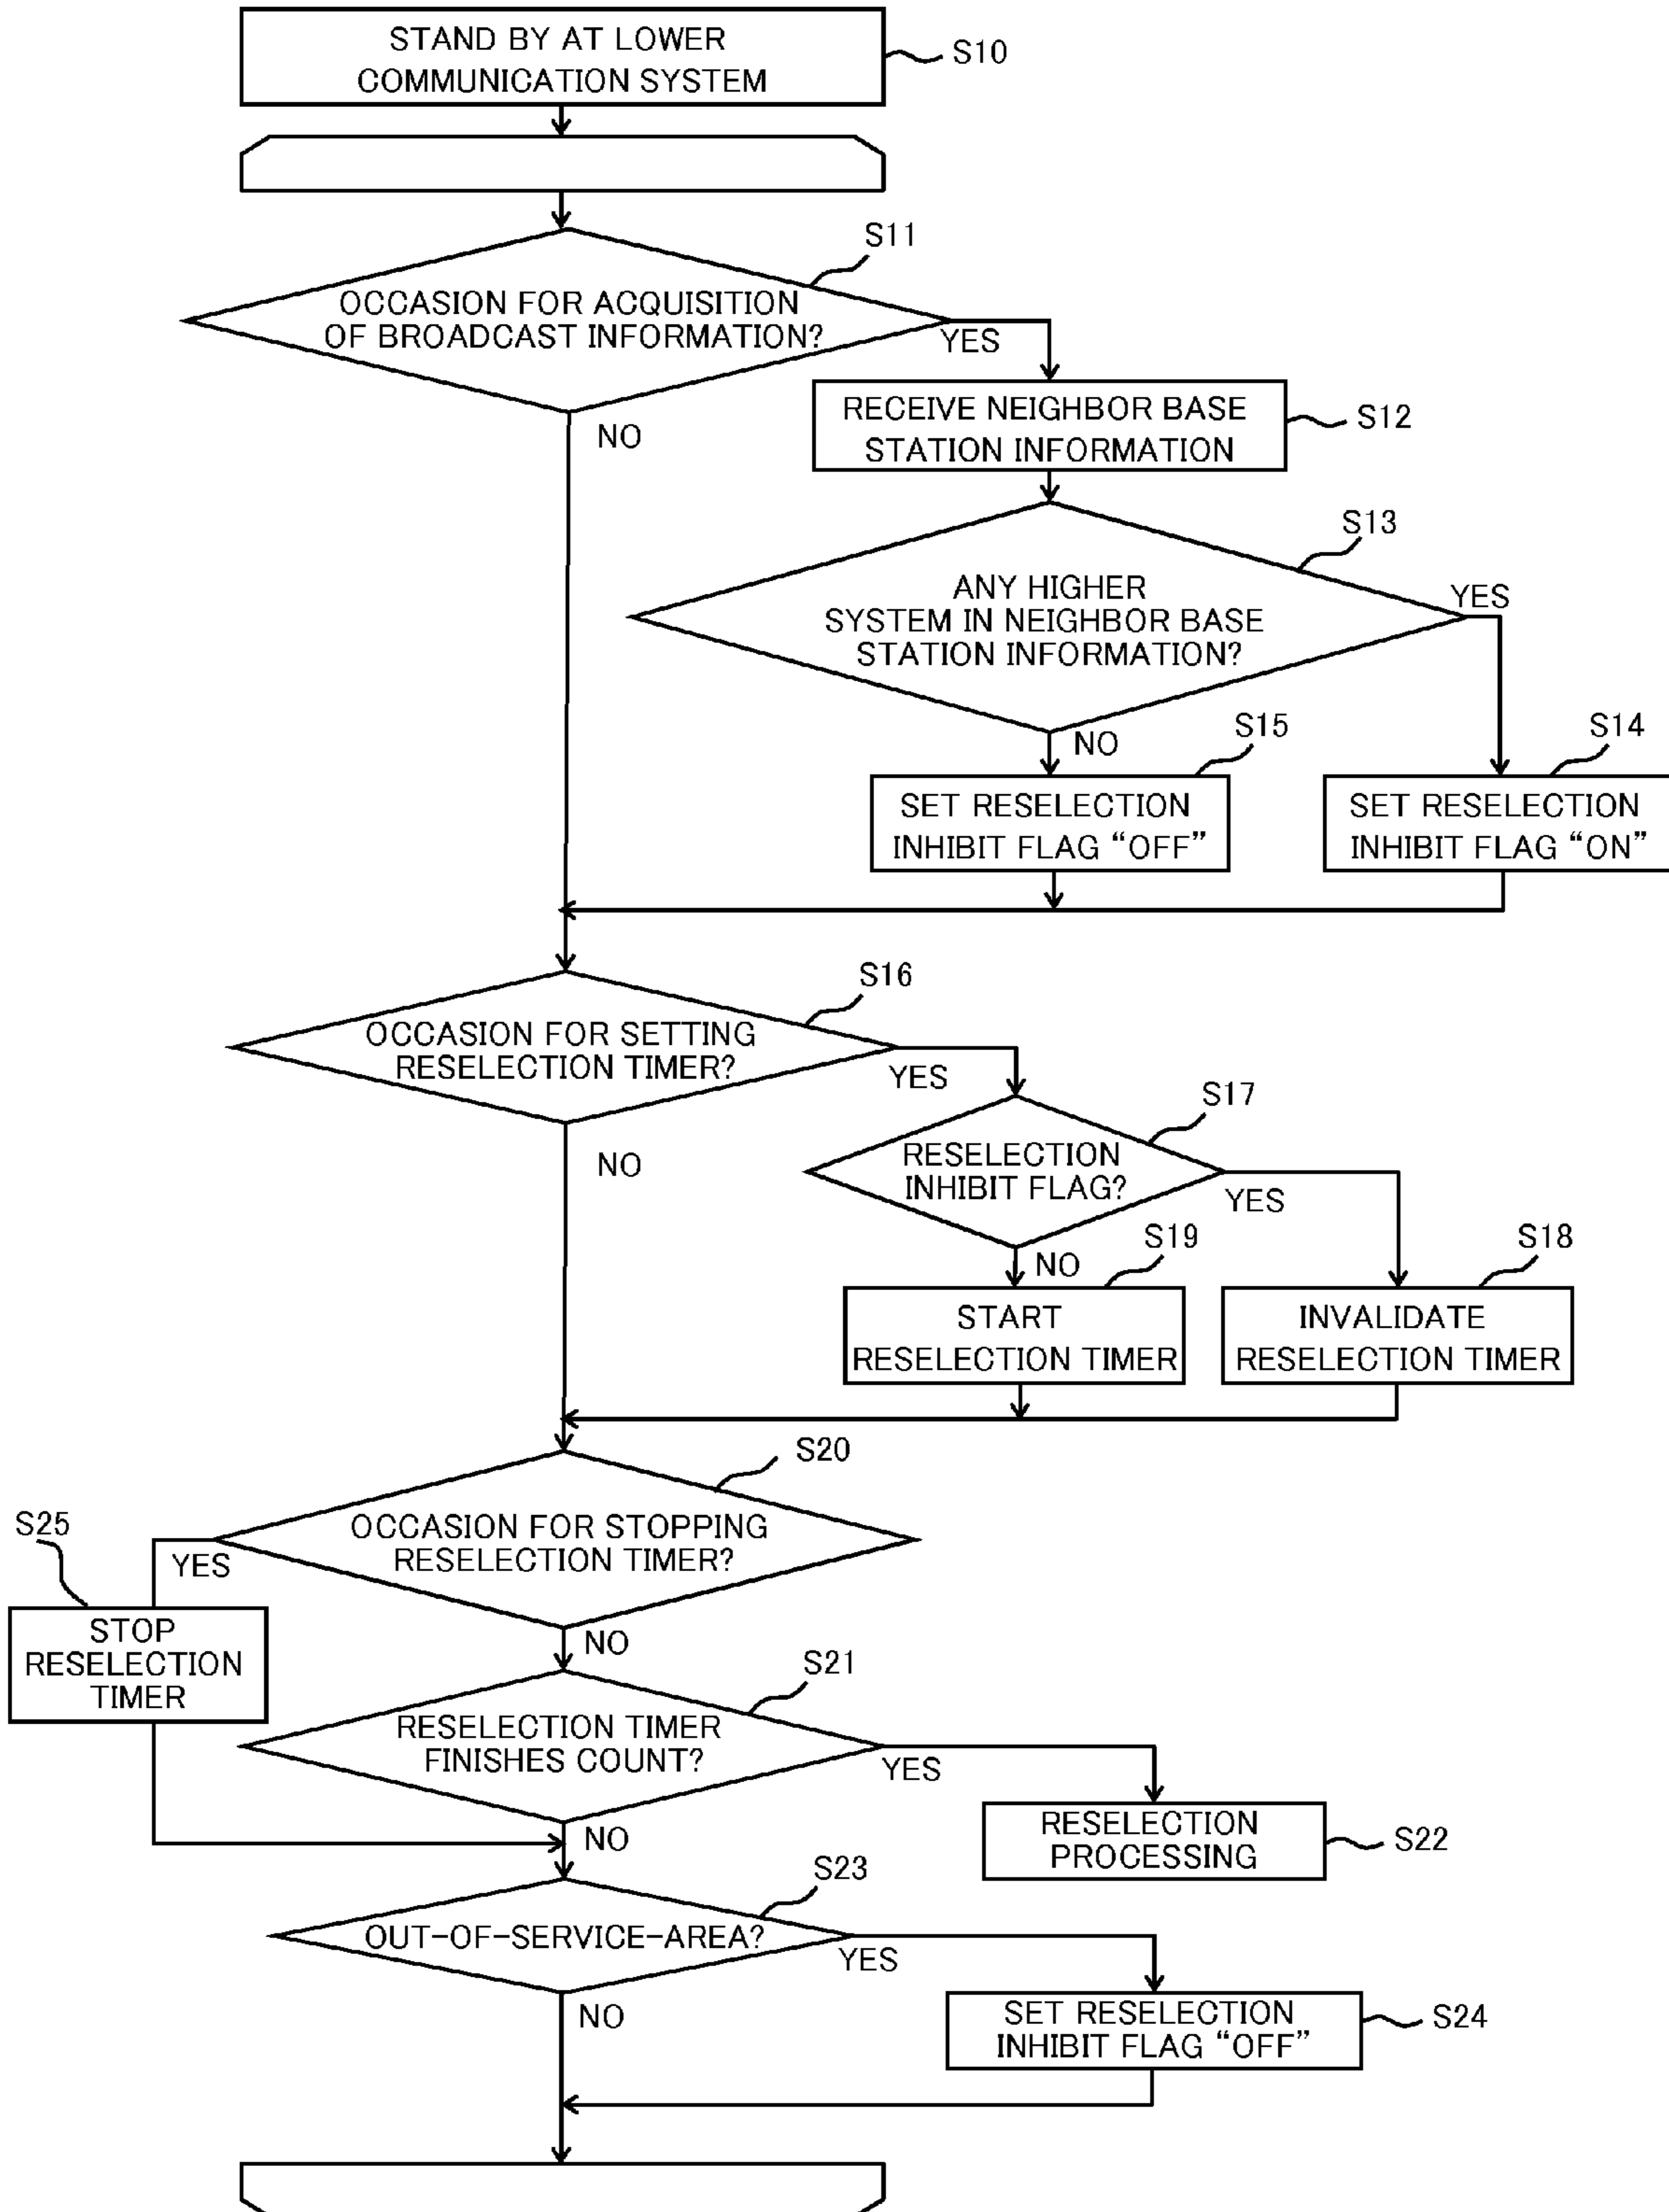 STAND BY AT LOWER
COMMUNICATION SYSTEM
S10
S11
OCCASION FOR ACQUISITION
OF BROADCAST INFORMATION?
YES
NO
RECEIVE NEIGHBOR BASE
STATION INFORMATION
S12
S13
ANY HIGHER
SYSTEM IN NEIGHBOR BASE
STATION INFORMATION?
YES
NO
S15
S14
SET RESELECTION
INHIBIT FLAG “OFF”
SET RESELECTION
INHIBIT FLAG “ON”
S16
OCCASION FOR SETTING
RESELECTION TIMER?
YES
NO
S17
RESELECTION
INHIBIT FLAG?
YES
NO
S19
S18
START
RESELECTION TIMER
INVALIDATE
RESELECTION TIMER
S20
OCCASION FOR STOPPING
RESELECTION TIMER?
S25
YES
STOP
RESELECTION
TIMER
NO
S21
RESELECTION TIMER
FINISHES COUNT?
YES
NO
RESELECTION
PROCESSING
S22
S23
OUT-OF-SERVICE-AREA?
YES
NO
SET RESELECTION
INHIBIT FLAG “OFF”
S24